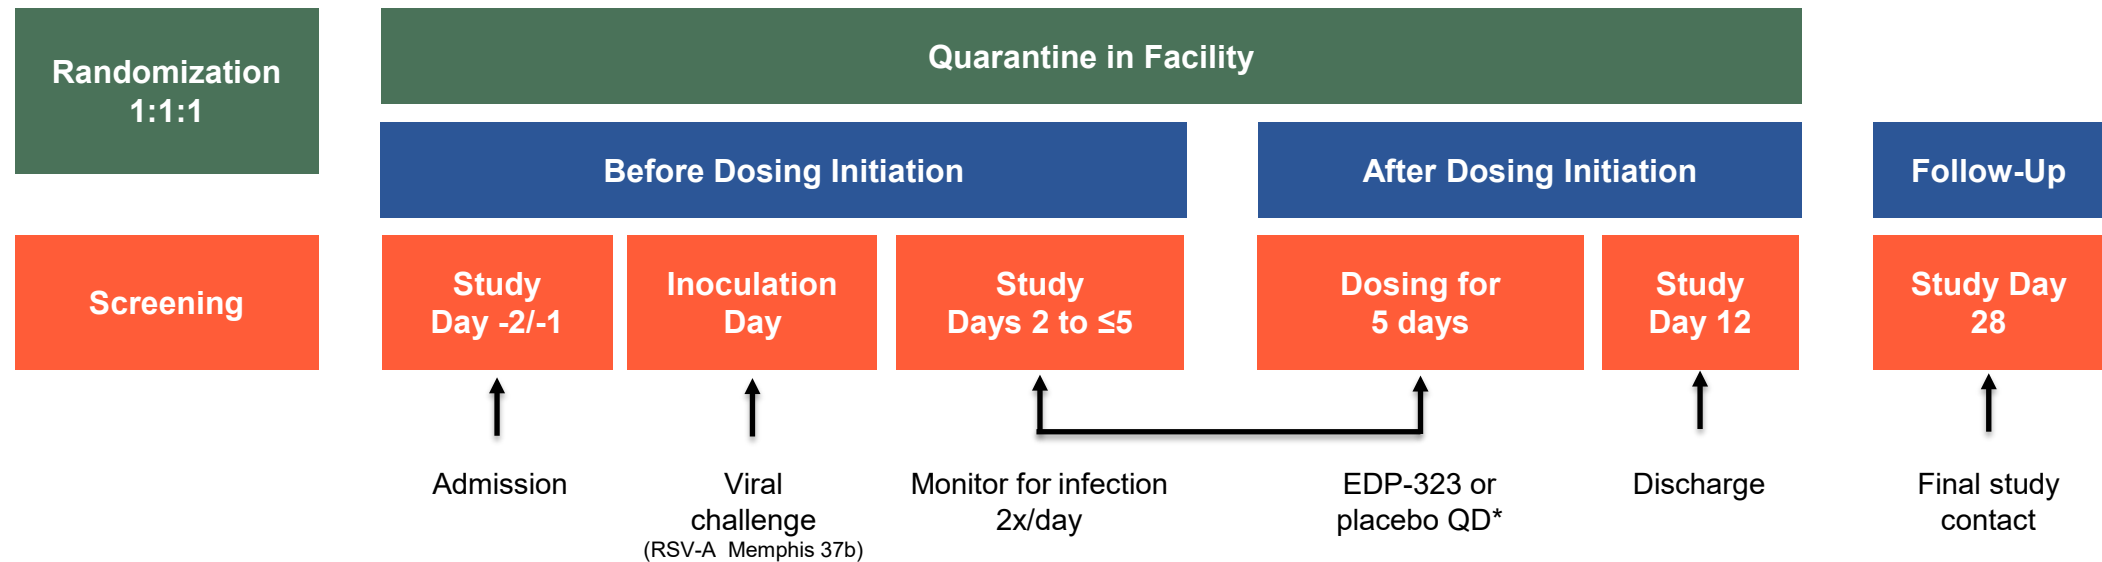 Randomization
1:1:1
Quarantine in Facility
Before Dosing Initiation
After Dosing Initiation
Follow-Up
Screening
Study
Day -2/-1
Inoculation
Day
Study
Days 2 to ≤5
Dosing for
5 days
Study
Day 12
Study Day
28
Admission
Viral
challenge
(RSV-A Memphis 37b)
Monitor for infection
2x/day
EDP-323 or
placebo QD*
Discharge
Final study
contact